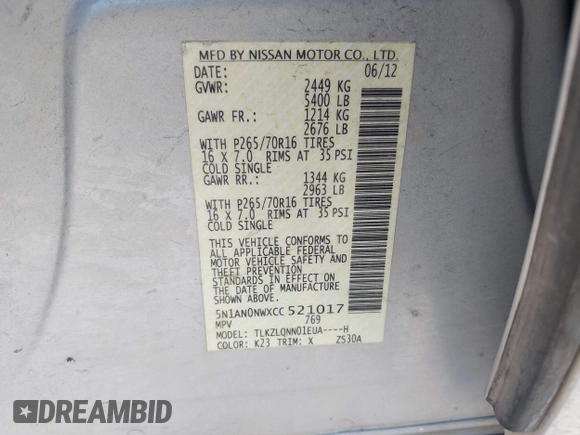 MFD BY NISSAN MOTOR CO., LTD.
DATE: 06/12
GVWR: 2449 KG
5400 LB
GAWR FR.: 1214 KG
2676 LB
WITH P265/70R16 TIRES
16 X 7.0 RIMS AT 35 PSI
COLD SINGLE
GAWR RR.: 1344 KG
2963 LB
WITH P265/70R16 TIRES
16 X 7.0 RIMS AT 35 PSI
COLD SINGLE
THIS VEHICLE CONFORMS TO
ALL APPLICABLE FEDERAL
MOTOR VEHICLE SAFETY AND
THEFT PREVENTION
STANDARDS IN EFFECT ON
THE DATE OF MANUFACTURE
SHOWN ABOVE.
5N1AN0NWXCC 521017
MPV 769
MODEL: TLKZLQNN01EUA----H
COLOR: K23 TRIM: X ZS30A
DREAMBID